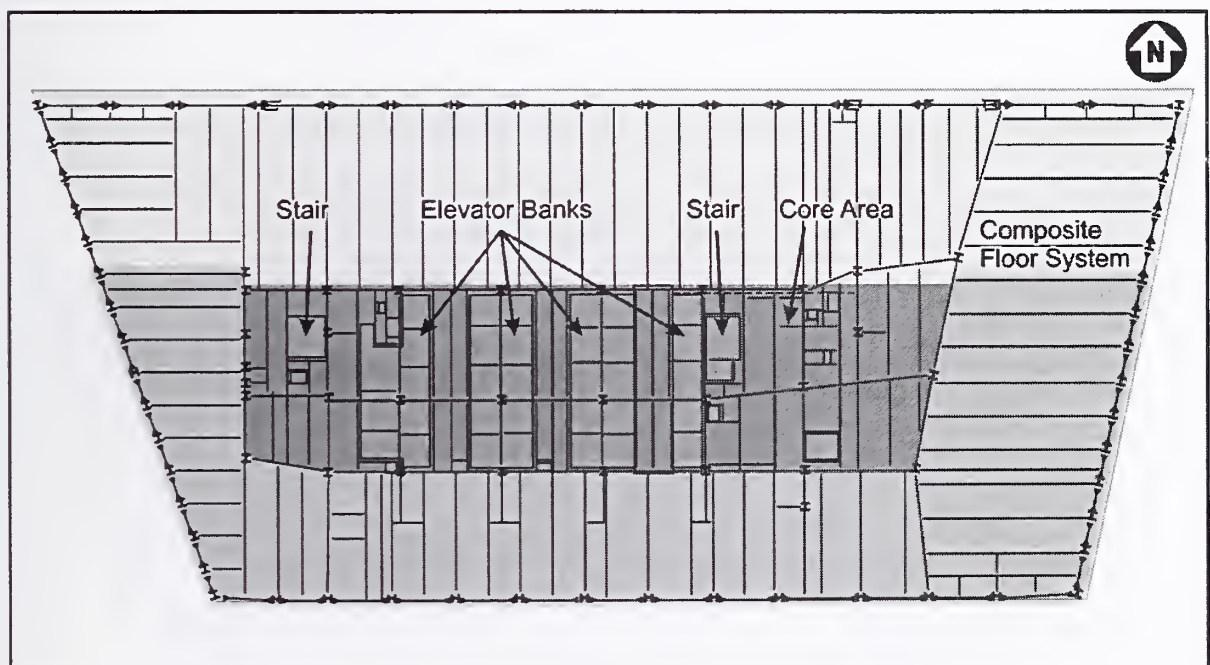 N
Stair
Elevator Banks
Stair
Core Area
Composite
Floor System